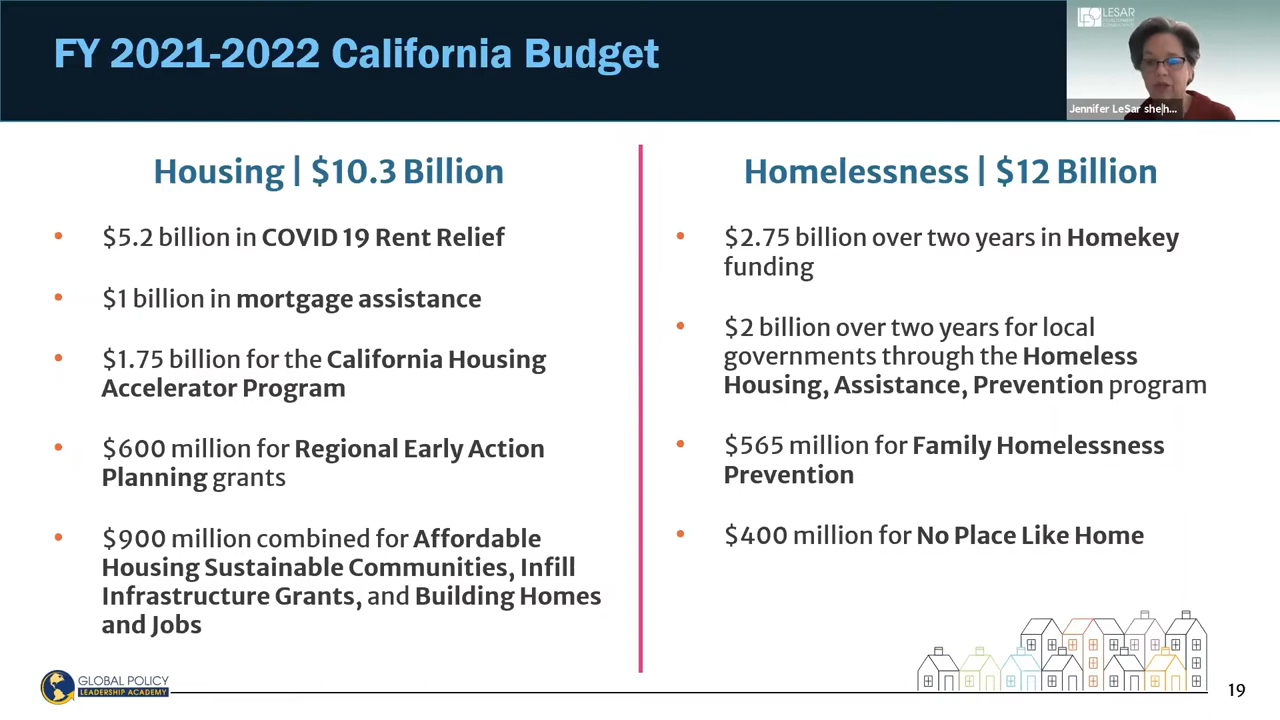 FY 2021-2022 California Budget
LESAR
Jennifer LeSar she|h...
Housing | $10.3 Billion
• $5.2 billion in COVID 19 Rent Relief
• $1 billion in mortgage assistance
• $1.75 billion for the California Housing
Accelerator Program
• $600 million for Regional Early Action
Planning grants
• $900 million combined for Affordable
Housing Sustainable Communities, Infill
Infrastructure Grants, and Building Homes
and Jobs
Homelessness | $12 Billion
• $2.75 billion over two years in Homekey
funding
• $2 billion over two years for local
governments through the Homeless
Housing, Assistance, Prevention program
• $565 million for Family Homelessness
Prevention
• $400 million for No Place Like Home
GLOBAL POLICY
LEADERSHIP ACADEMY
19